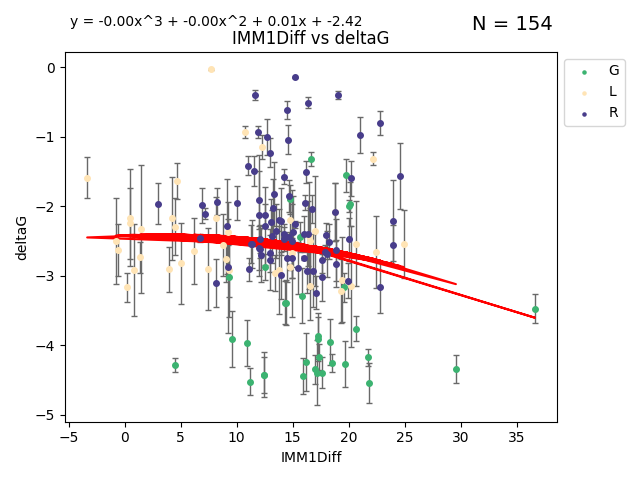 y = -0.00x^3 + -0.00x^2 + 0.01x + -2.42
N = 154
IMM1Diff vs deltaG
G
L
R
deltaG
0
−1
−2
−3
−4
−5
−5 0 5 10 15 20 25 30 35
IMM1Diff